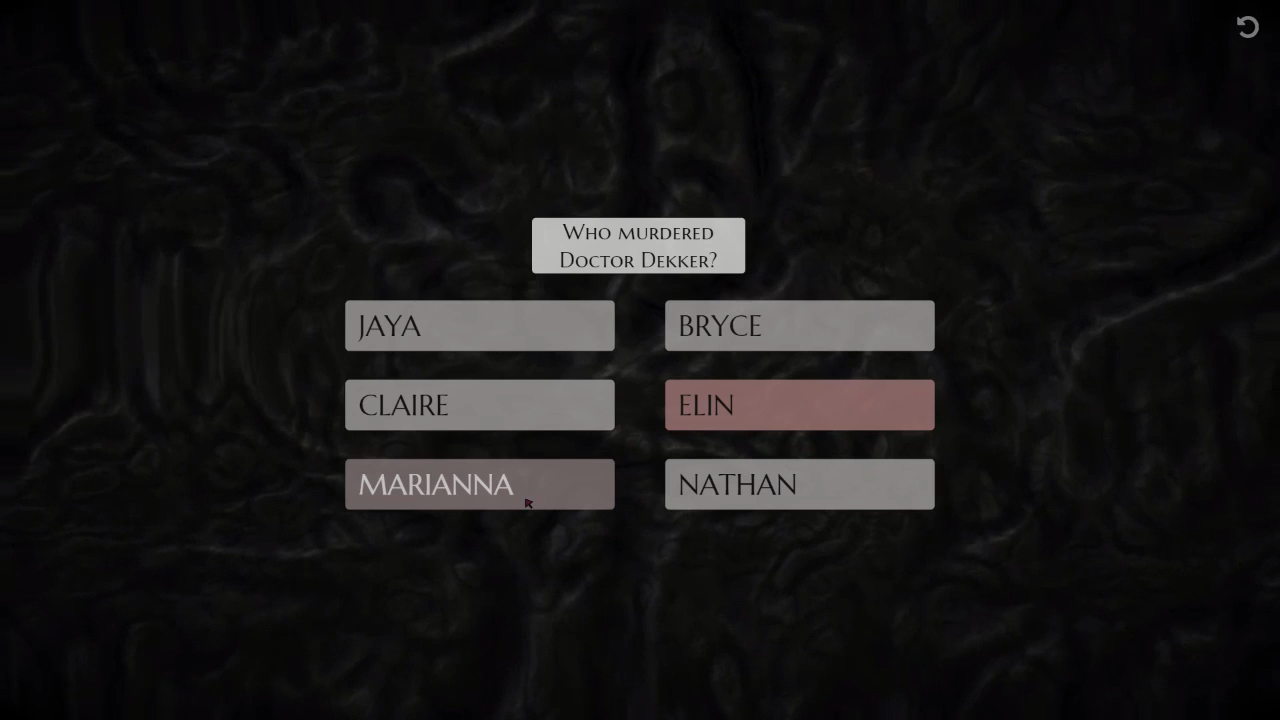 Who murdered
Doctor Dekker?
JAYA
BRYCE
CLAIRE
ELIN
MARIANNA
NATHAN